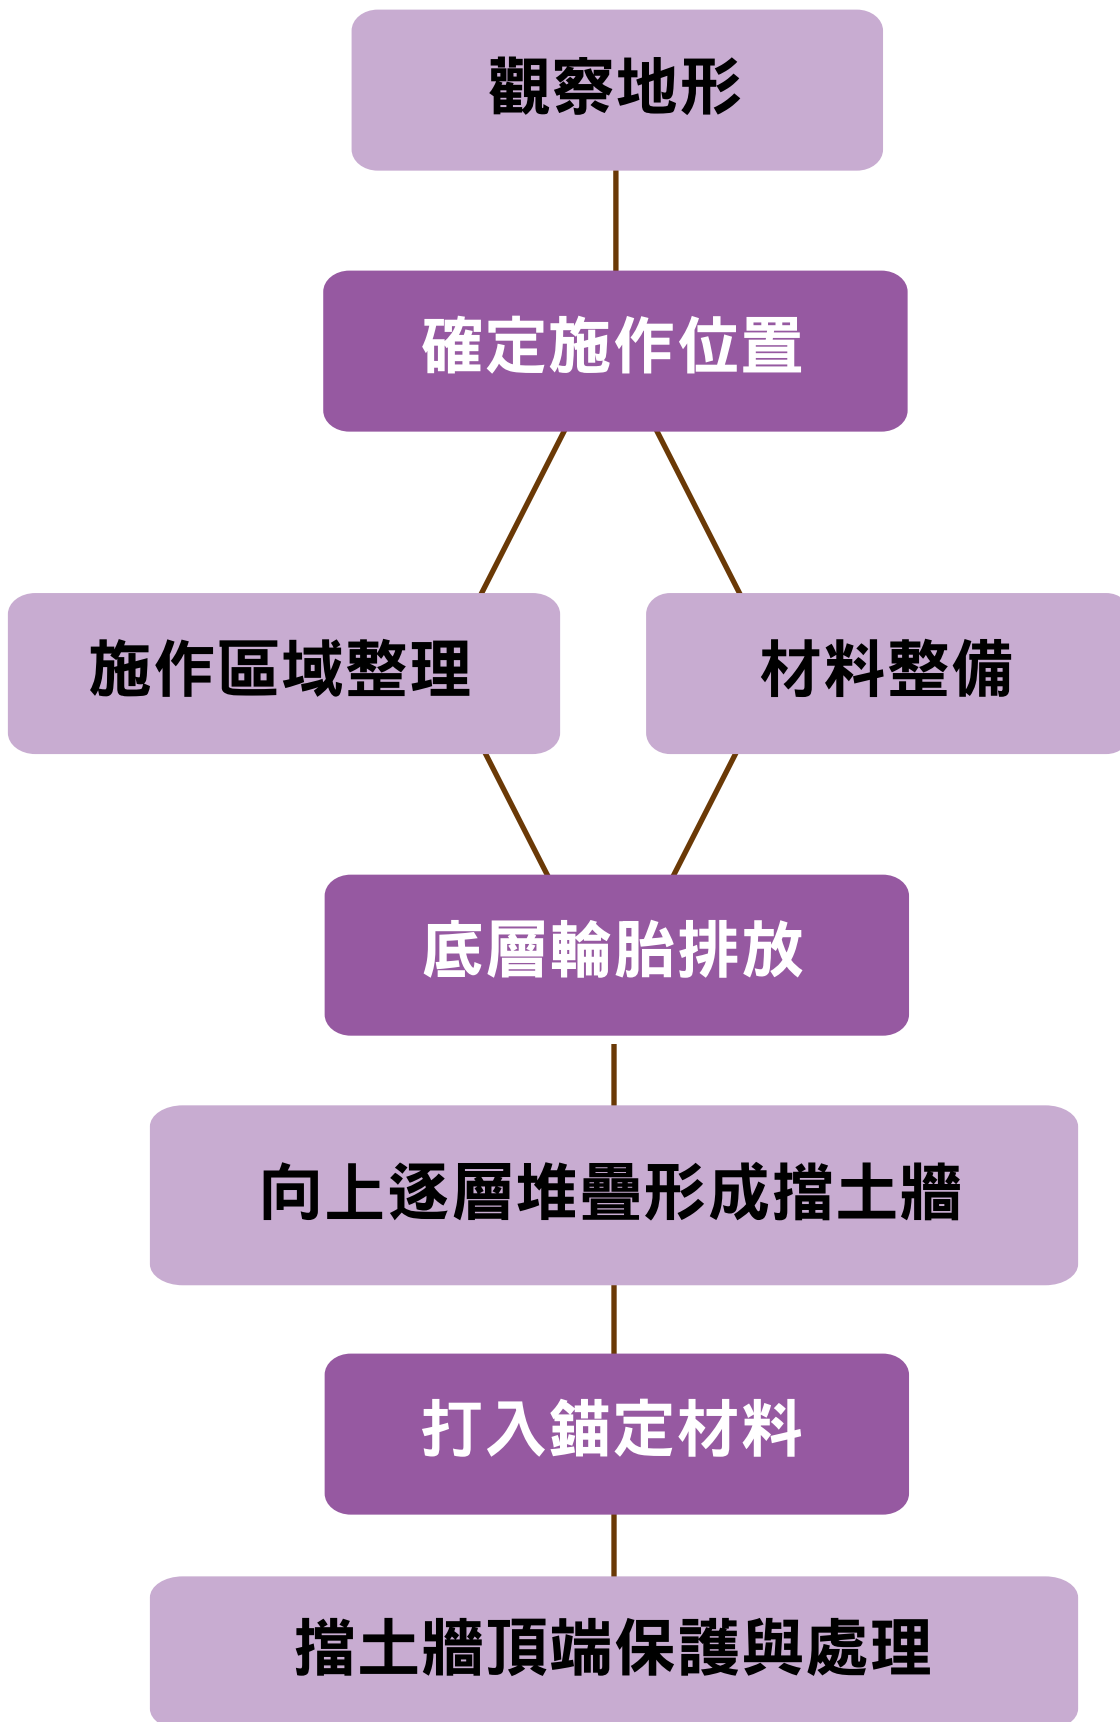 觀察地形
確定施作位置
施作區域整理
材料整備
底層輪胎排放
向上逐層堆疊形成擋土牆
打入錨定材料
擋土牆頂端保護與處理